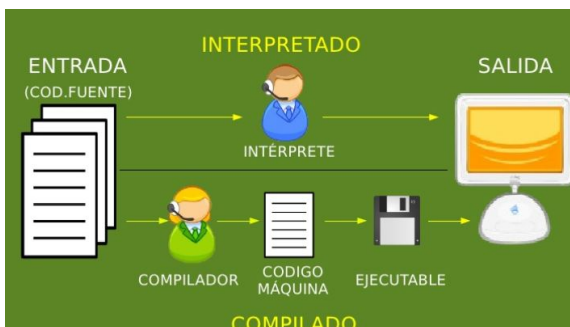 INTERPRETADO
ENTRADA
(COD.FUENTE)
SALIDA
INTÉRPRETE
COMPILADOR
CODIGO
MÁQUINA
EJECUTABLE
COMPILADO